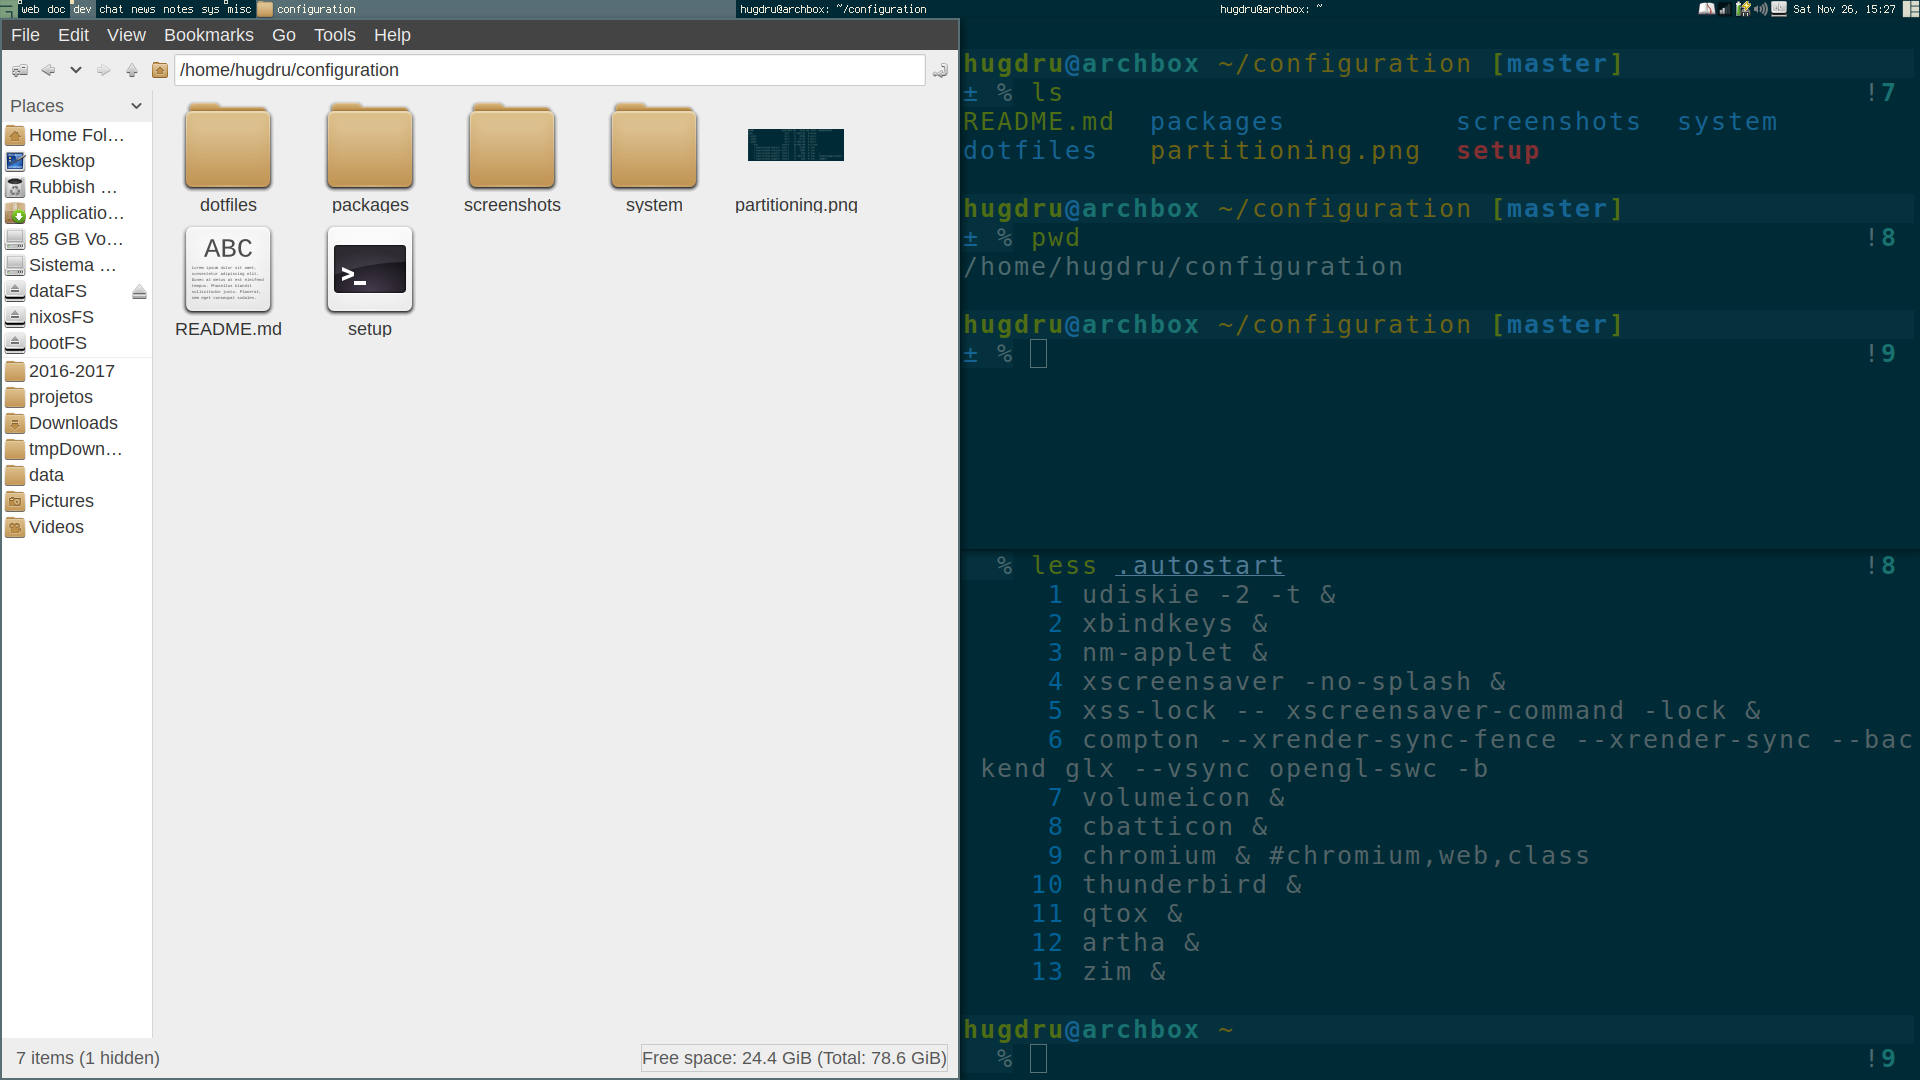 web doc dev chat news notes sys misc configuration
hugdru@archbox: ~/configuration
hugdru@archbox: ~
Sat Nov 26, 15:27
File Edit View Bookmarks Go Tools Help
/home/hugdru/configuration
Places
Home Fol…
Desktop
Rubbish …
Applicatio…
85 GB Vo…
Sistema …
dataFS
nixosFS
bootFS
2016-2017
projetos
Downloads
tmpDown…
data
Pictures
Videos
dotfiles packages screenshots system partitioning.png
ABC
README.md setup
7 items (1 hidden)
Free space: 24.4 GiB (Total: 78.6 GiB)
hugdru@archbox ~/configuration [master]
± % ls !7
README.md packages screenshots system
dotfiles partitioning.png setup
hugdru@archbox ~/configuration [master]
± % pwd !8
/home/hugdru/configuration
hugdru@archbox ~/configuration [master]
± % !9
% less .autostart !8
1 udiskie -2 -t &
2 xbindkeys &
3 nm-applet &
4 xscreensaver -no-splash &
5 xss-lock -- xscreensaver-command -lock &
6 compton --xrender-sync-fence --xrender-sync --bac
kend glx --vsync opengl-swc -b
7 volumeicon &
8 cbatticon &
9 chromium & #chromium,web,class
10 thunderbird &
11 qtox &
12 artha &
13 zim &
hugdru@archbox ~
% !9